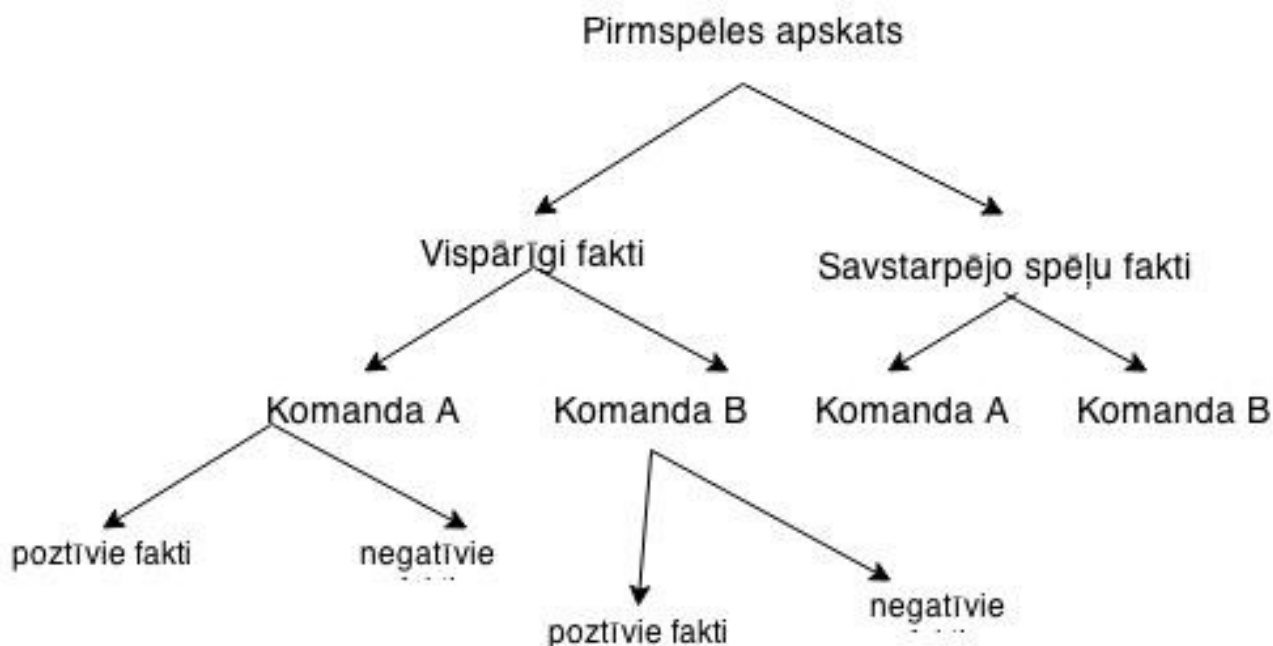 Pirmspēles apskats
Vispārīgi fakti
Savstarpējo spēļu fakti
Komanda A
Komanda B
Komanda A
Komanda B
poztīvie fakti
negatīvie
poztīvie fakti
negatīvie